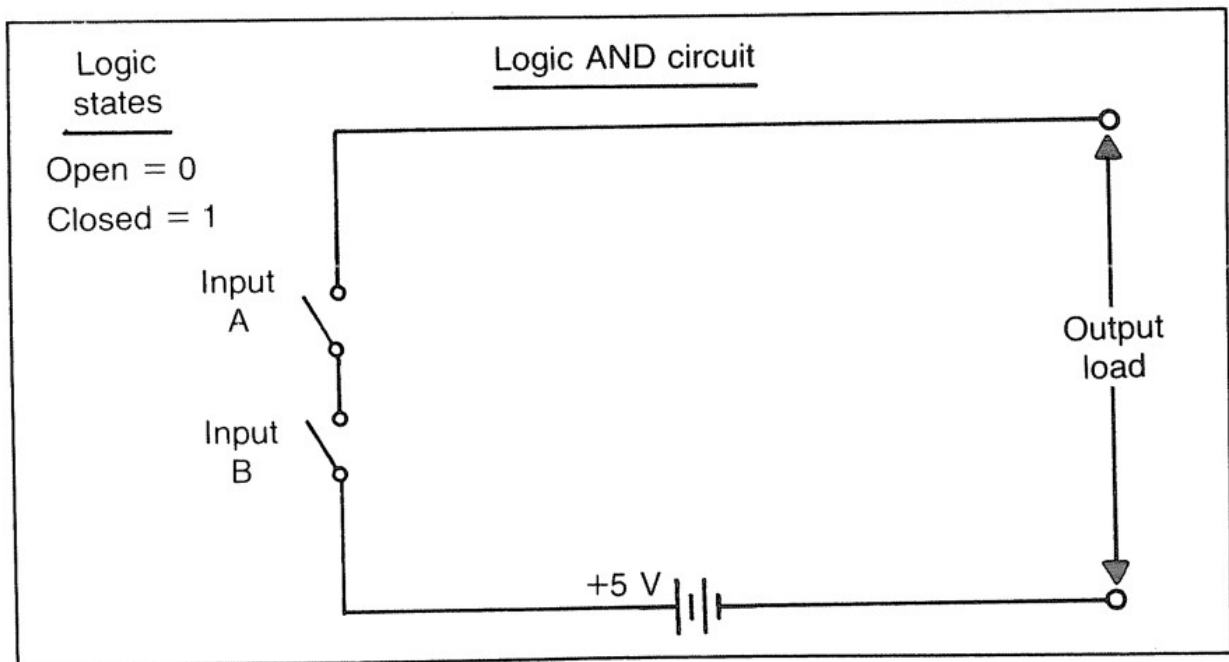 Logic
states
Logic AND circuit
Open = 0
Closed = 1
Input
A
Input
B
+5 V
Output
load